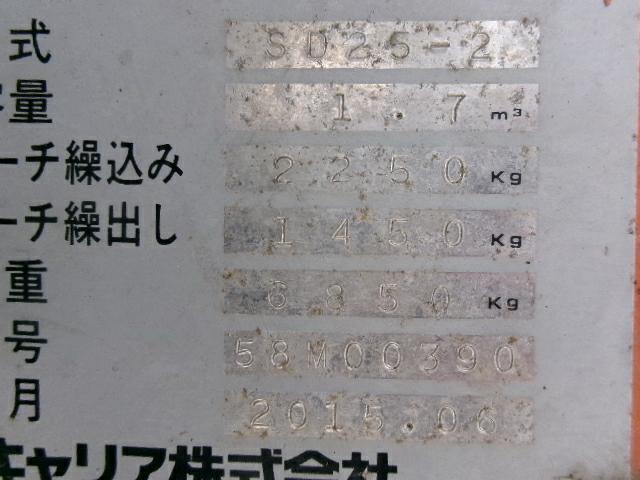 式 SD25-2
容量 1.7 m³
ーチ繰込み 2250 Kg
ーチ繰出し 1450 Kg
重 6850 Kg
号 58M00390
月 2015.06
キャリア株式会社